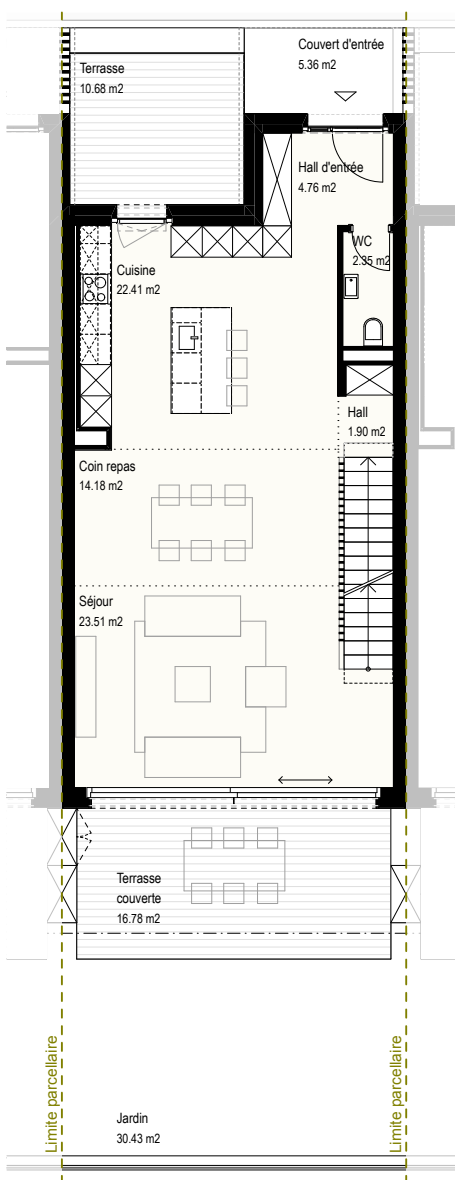 Couvert d'entrée
5.36 m2
Terrasse
10.68 m2
Hall d'entrée
4.76 m2
WC
2.35 m2
Cuisine
22.41 m2
Hall
1.90 m2
Coin repas
14.18 m2
Séjour
23.51 m2
Terrasse
couverte
16.78 m2
Limite parcellaire
Limite parcellaire
Jardin
30.43 m2